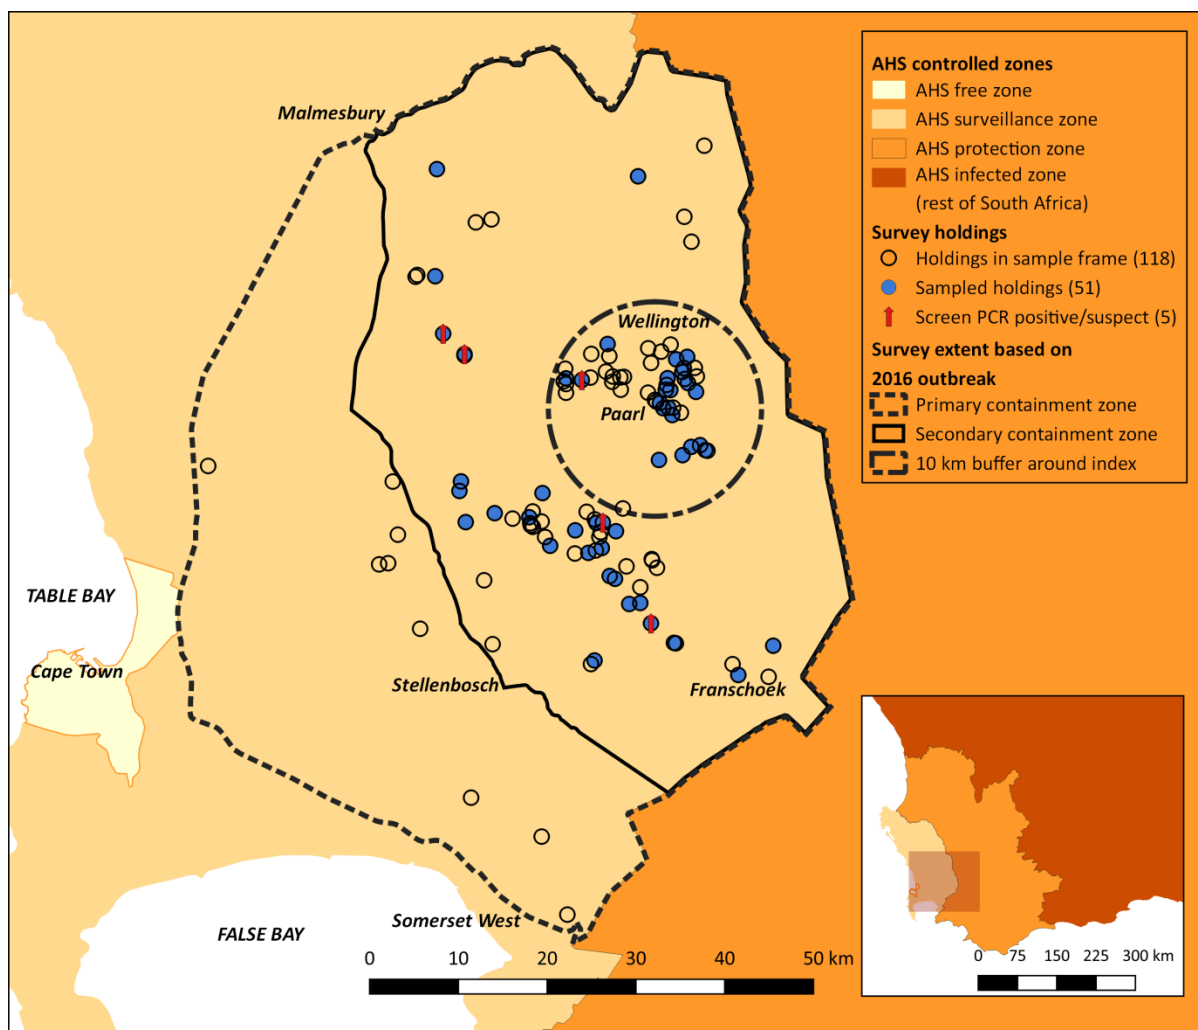 Malmesbury
Wellington
Paarl
TABLE BAY
Cape Town
Stellenbosch
Franschoek
Somerset West
FALSE BAY
0 10 20 30 40 50 km
AHS controlled zones
AHS free zone
AHS surveillance zone
AHS protection zone
AHS infected zone
(rest of South Africa)
Survey holdings
Holdings in sample frame (118)
Sampled holdings (51)
Screen PCR positive/suspect (5)
Survey extent based on
2016 outbreak
Primary containment zone
Secondary containment zone
10 km buffer around index
0 75 150 225 300 km